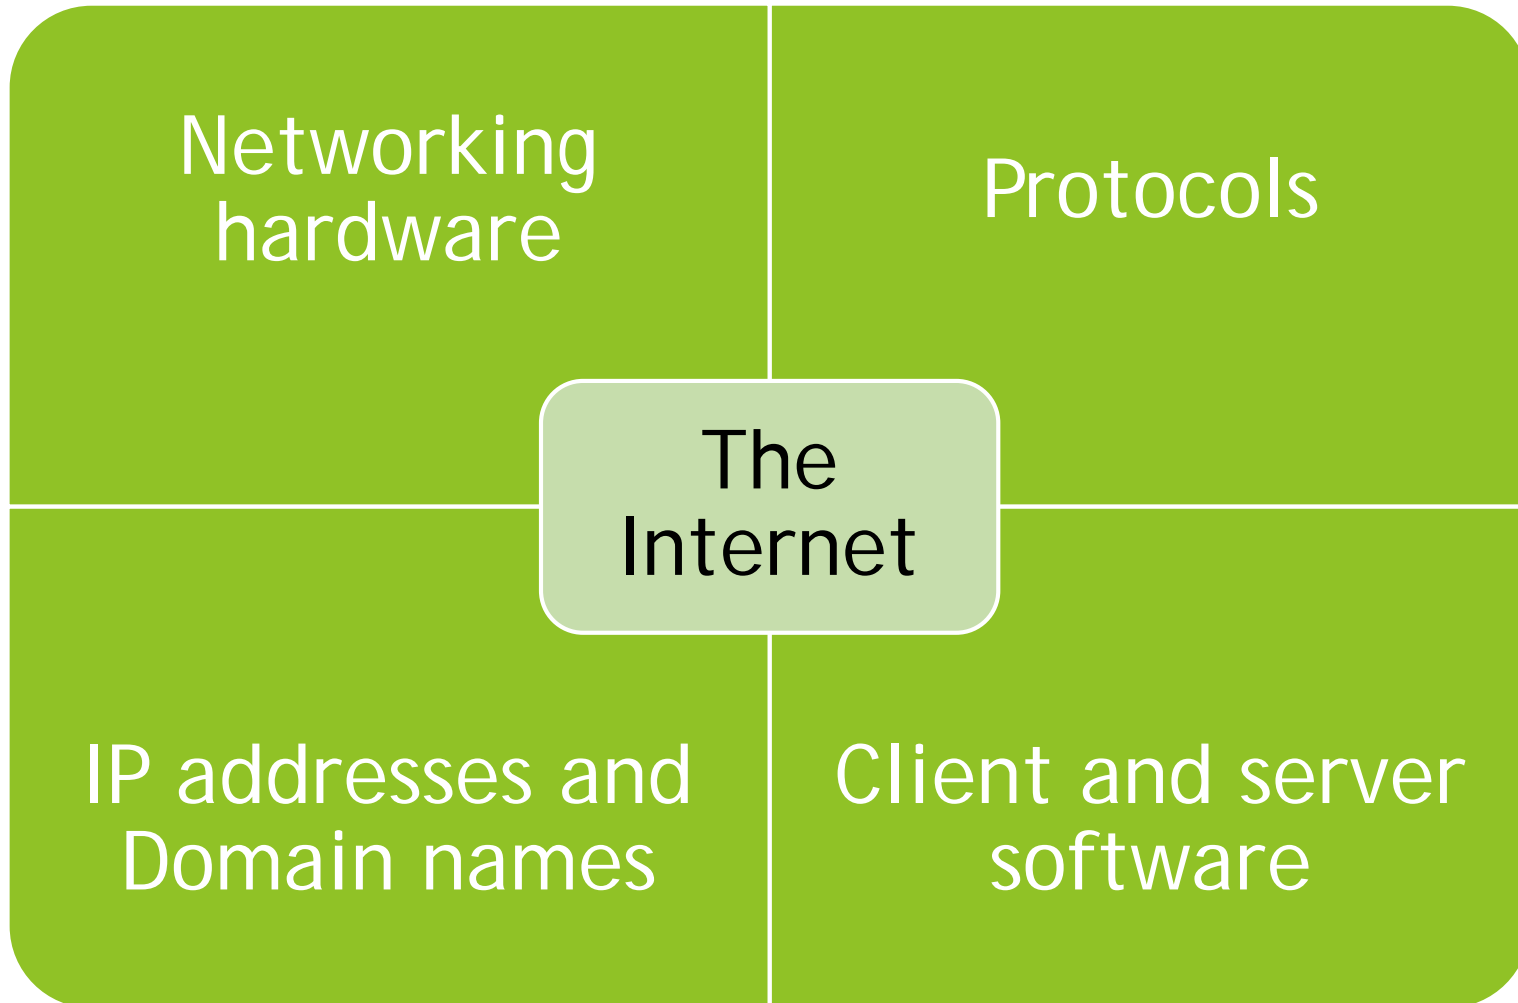 Networking
hardware
Protocols
The
Internet
IP addresses and
Domain names
Client and server
software